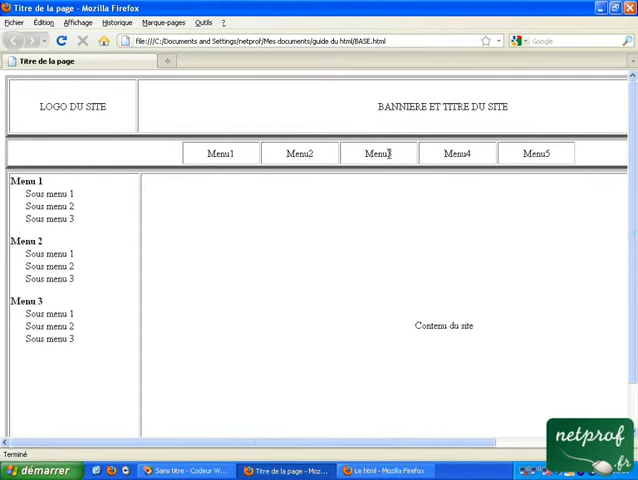 Titre de la page - Mozilla Firefox
Fichier Édition Affichage Historique Marque-pages Outils ?
file:///C:/Documents and Settings/netprof/Mes documents/guide du html/BASE.html
Google
Titre de la page
LOGO DU SITE
BANNIERE ET TITRE DU SITE
Menu1 Menu2 Menu3 Menu4 Menu5
Menu 1
Sous menu 1
Sous menu 2
Sous menu 3
Menu 2
Sous menu 1
Sous menu 2
Sous menu 3
Menu 3
Sous menu 1
Sous menu 2
Sous menu 3
Contenu du site
netprof
.fr
Terminé
démarrer
Sans titre - Codeur W...
Titre de la page - Moz...
Le html - Mozilla Firefox